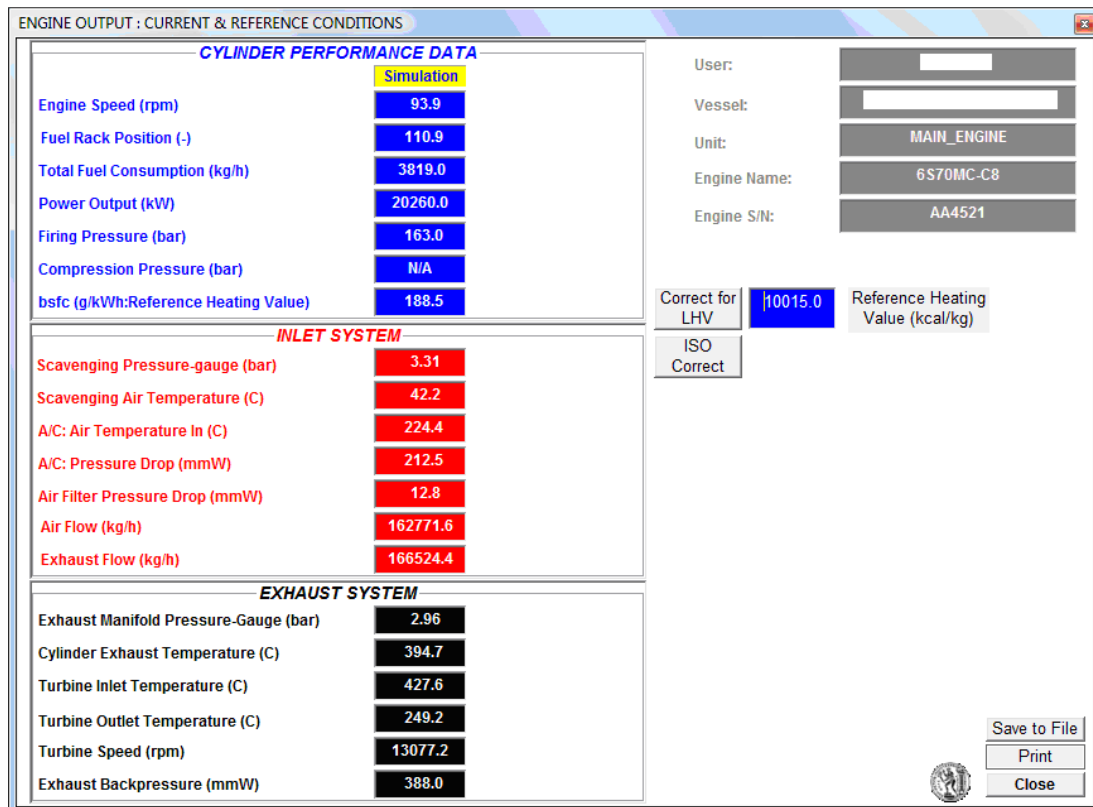 ENGINE OUTPUT : CURRENT & REFERENCE CONDITIONS
CYLINDER PERFORMANCE DATA
Simulation
Engine Speed (rpm) 93.9
Fuel Rack Position (-) 110.9
Total Fuel Consumption (kg/h) 3819.0
Power Output (kW) 20260.0
Firing Pressure (bar) 163.0
Compression Pressure (bar) N/A
bsfc (g/kWh:Reference Heating Value) 188.5
INLET SYSTEM
Scavenging Pressure-gauge (bar) 3.31
Scavenging Air Temperature (C) 42.2
A/C: Air Temperature In (C) 224.4
A/C: Pressure Drop (mmW) 212.5
Air Filter Pressure Drop (mmW) 12.8
Air Flow (kg/h) 162771.6
Exhaust Flow (kg/h) 166524.4
EXHAUST SYSTEM
Exhaust Manifold Pressure-Gauge (bar) 2.96
Cylinder Exhaust Temperature (C) 394.7
Turbine Inlet Temperature (C) 427.6
Turbine Outlet Temperature (C) 249.2
Turbine Speed (rpm) 13077.2
Exhaust Backpressure (mmW) 388.0
User:
Vessel:
Unit: MAIN_ENGINE
Engine Name: 6S70MC-C8
Engine S/N: AA4521
Correct for
LHV
10015.0
Reference Heating
Value (kcal/kg)
ISO
Correct
Save to File
Print
Close